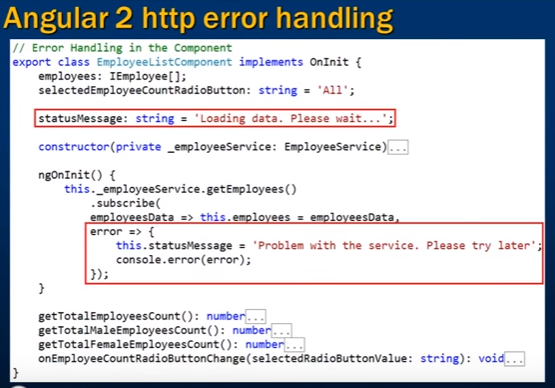 Angular 2 http error handling
// Error Handling in the Component
export class EmployeeListComponent implements OnInit {
employees: IEmployee[];
selectedEmployeeCountRadioButton: string = 'All';
statusMessage: string = 'Loading data. Please wait...';
constructor(private _employeeService: EmployeeService)...
ngOnInit() {
this._employeeService.getEmployees()
.subscribe(
employeesData => this.employees = employeesData,
error => {
this.statusMessage = 'Problem with the service. Please try later';
console.error(error);
});
}
getTotalEmployeesCount(): number...
getTotalMaleEmployeesCount(): number...
getTotalFemaleEmployeesCount(): number...
onEmployeeCountRadioButtonChange(selectedRadioButtonValue: string): void...
}